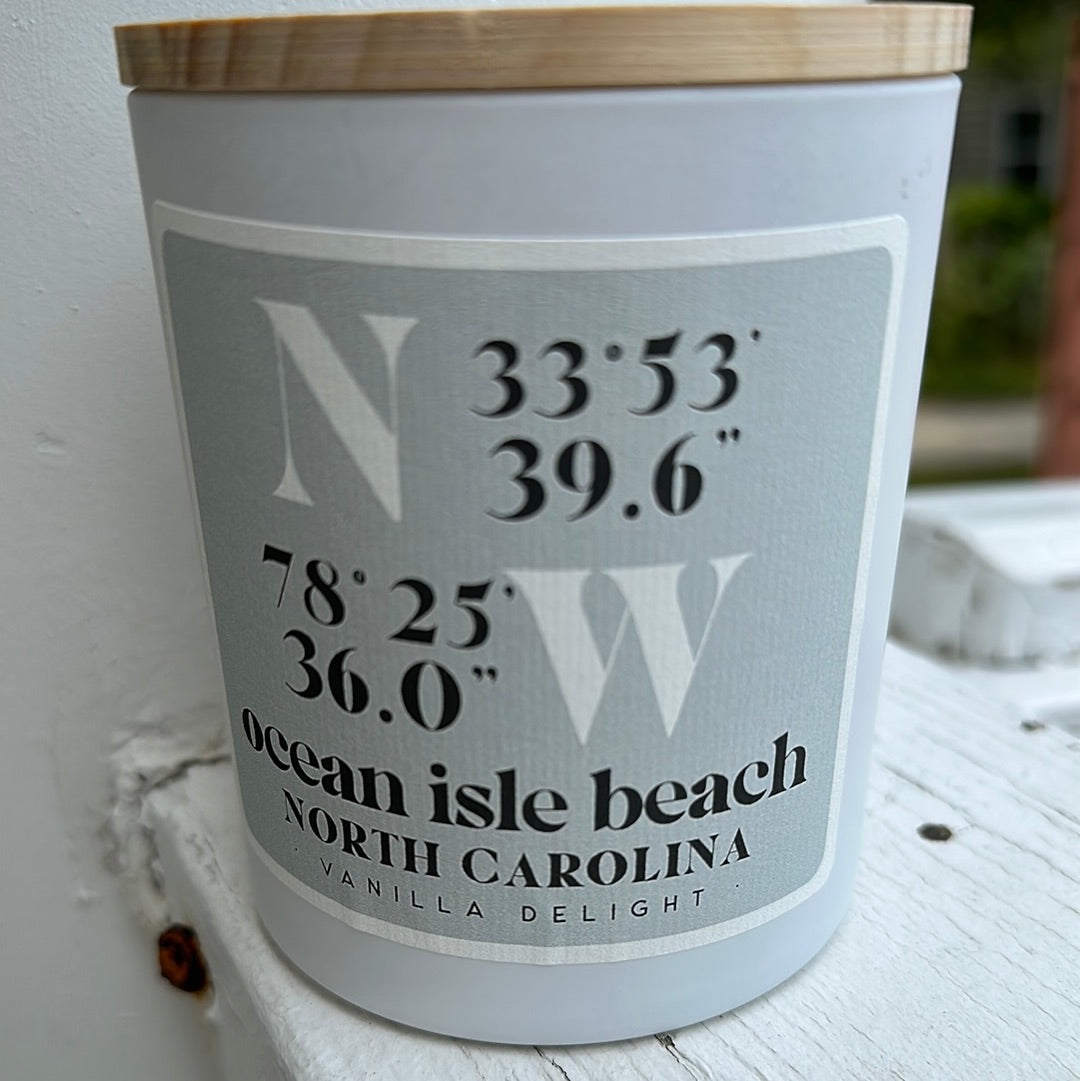 N 33°53'
39.6"
78° 25' W
36.0"
ocean isle beach
NORTH CAROLINA
· VANILLA DELIGHT ·